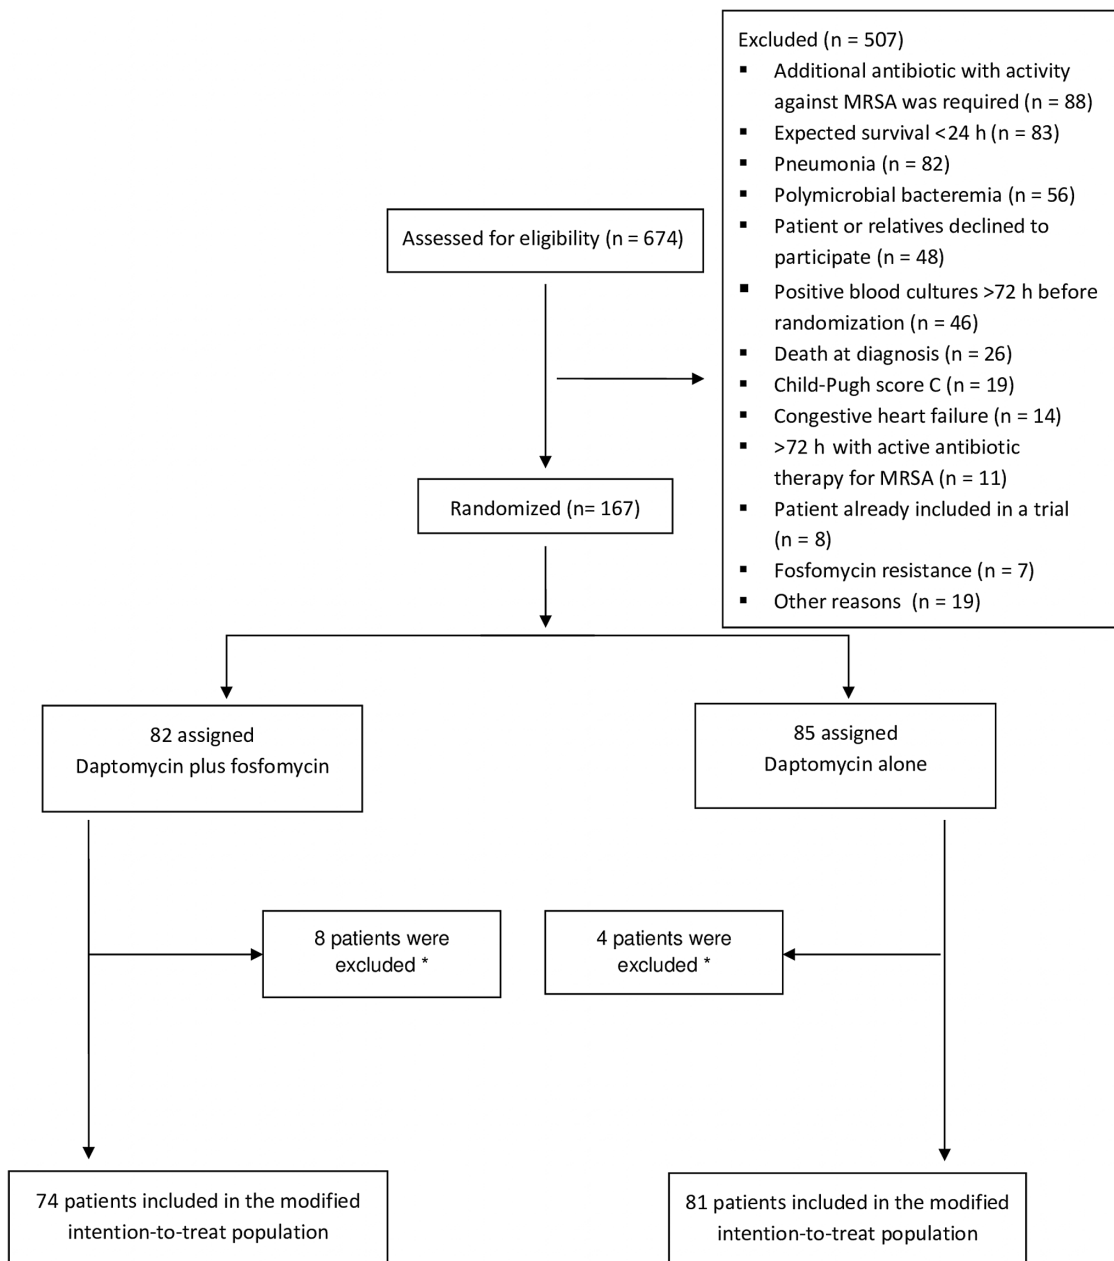 Excluded (n = 507)
▪ Additional antibiotic with activity
against MRSA was required (n = 88)
▪ Expected survival <24 h (n = 83)
▪ Pneumonia (n = 82)
▪ Polymicrobial bacteremia (n = 56)
▪ Patient or relatives declined to
participate (n = 48)
▪ Positive blood cultures >72 h before
randomization (n = 46)
▪ Death at diagnosis (n = 26)
▪ Child-Pugh score C (n = 19)
▪ Congestive heart failure (n = 14)
▪ >72 h with active antibiotic
therapy for MRSA (n = 11)
▪ Patient already included in a trial
(n = 8)
▪ Fosfomycin resistance (n = 7)
▪ Other reasons (n = 19)
Assessed for eligibility (n = 674)
Randomized (n= 167)
82 assigned
Daptomycin plus fosfomycin
85 assigned
Daptomycin alone
8 patients were
excluded *
4 patients were
excluded *
74 patients included in the modified
intention-to-treat population
81 patients included in the modified
intention-to-treat population